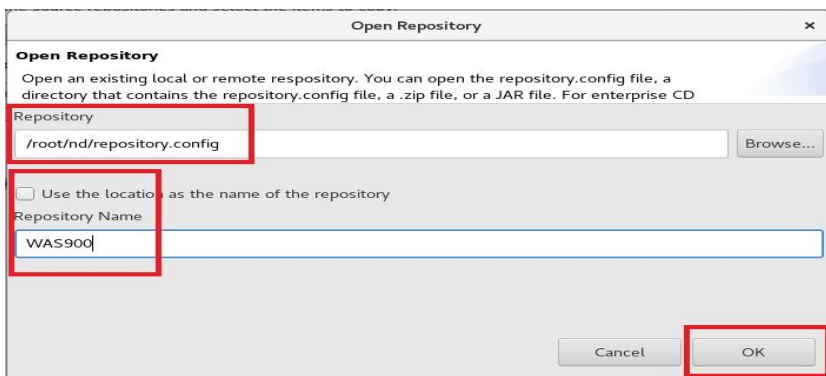 Open Repository
Open Repository
Open an existing local or remote respository. You can open the repository.config file, a
directory that contains the repository.config file, a .zip file, or a JAR file. For enterprise CD
Repository
/root/nd/repository.config
Browse...
Use the location as the name of the repository
Repository Name
WAS900
Cancel
OK